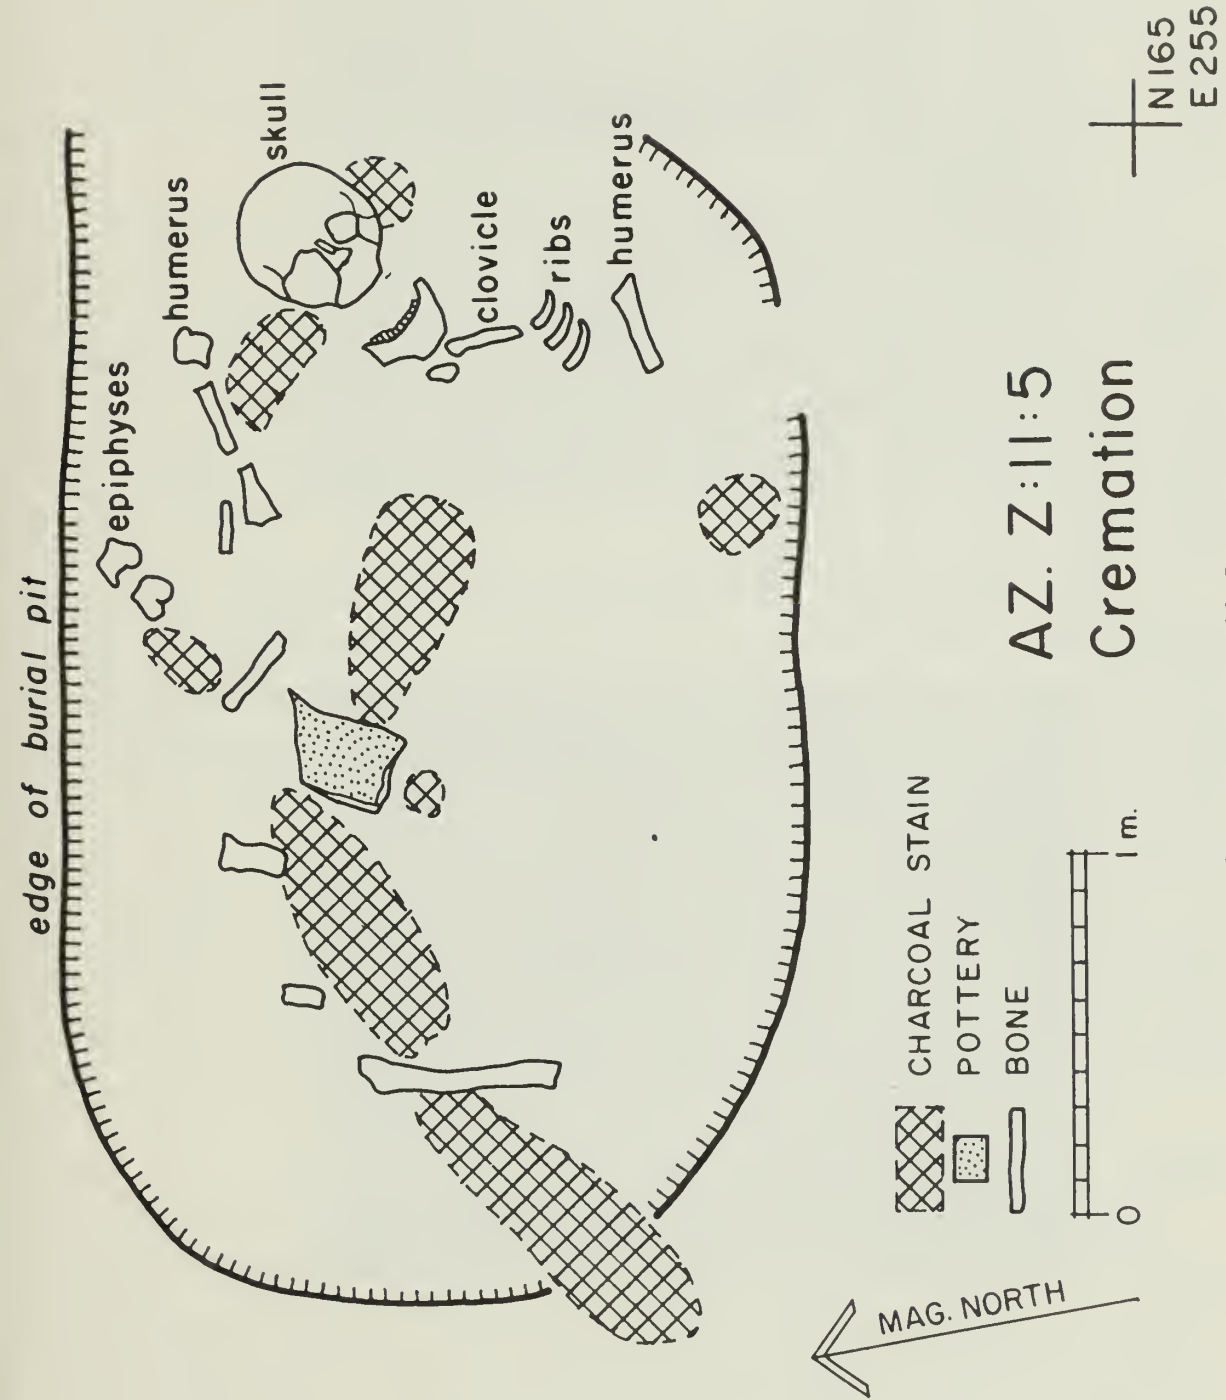 edge of burial pit
epiphyses
humerus
skull
clovicle
ribs
humerus
N165
E255
AZ. Z:11:5
Cremation
CHARCOAL STAIN
POTTERY
BONE
0 1m.
MAG. NORTH